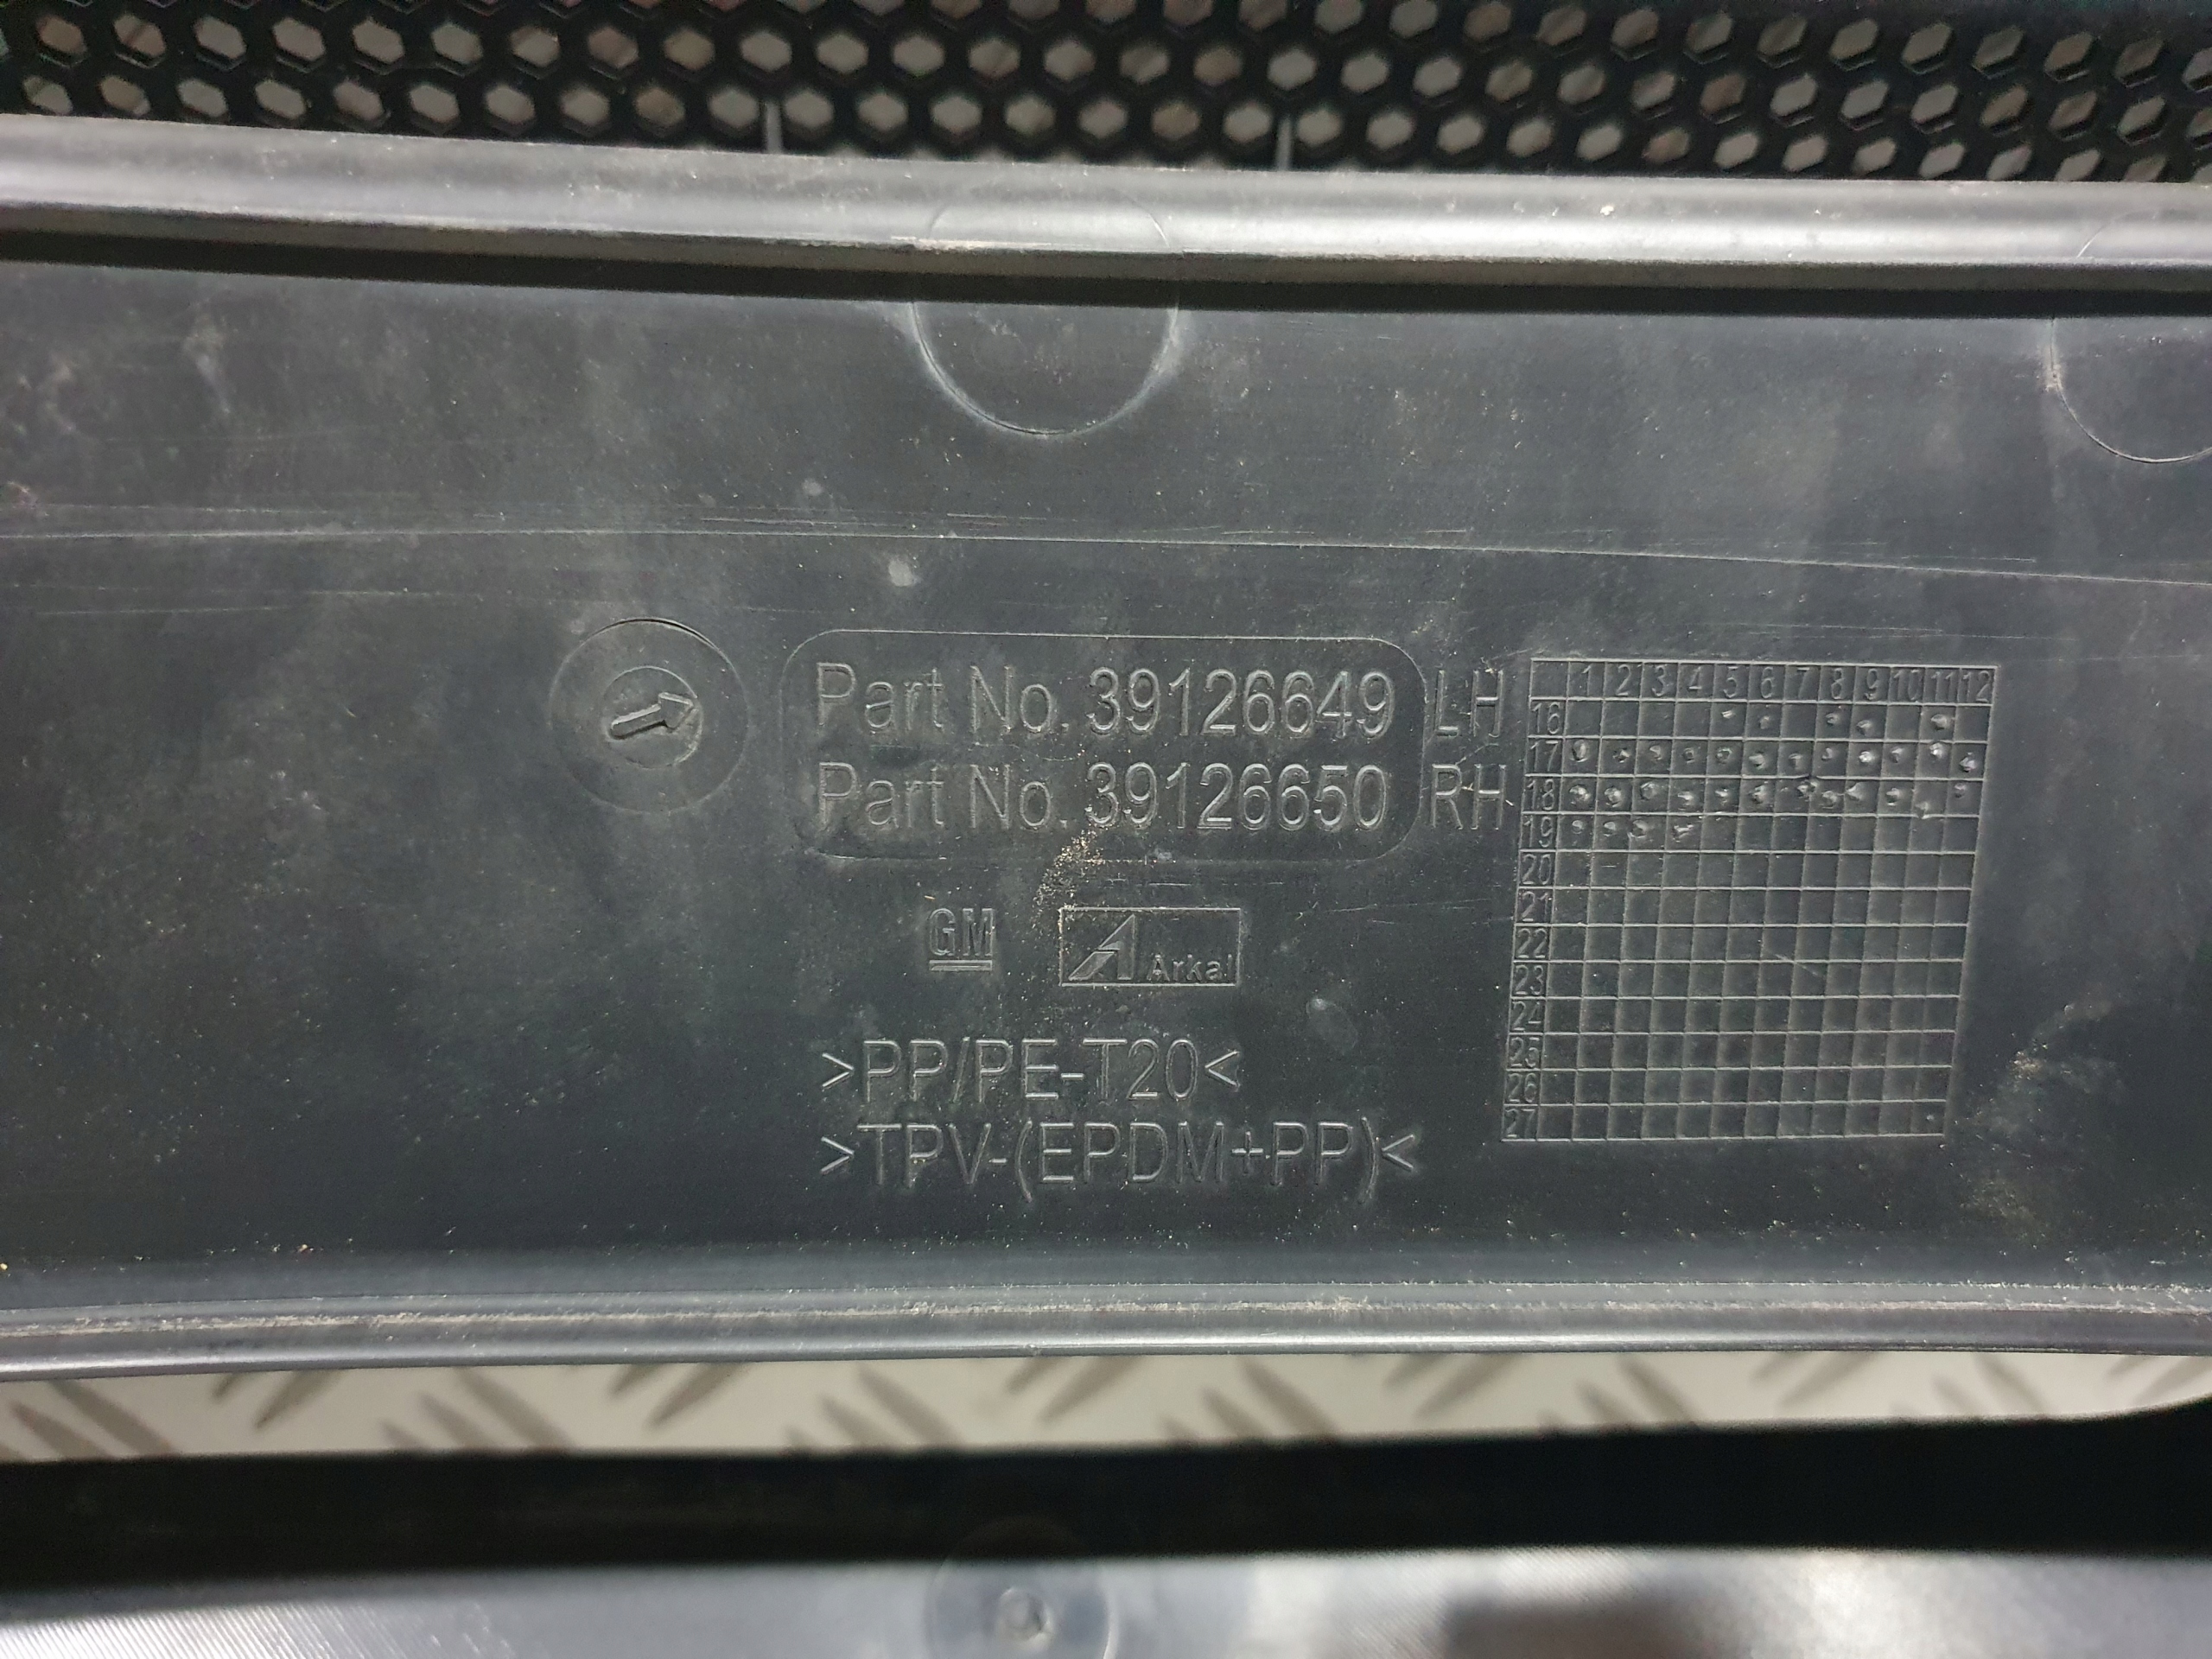 Part No. 39126649 LH
Part No. 39126650 RH
GM
Arkal
>PP/PE-T20<
>TPV-(EPDM+PP)<
1 2 3 4 5 6 7 8 9 10 11 12
16
17
18
19
20
21
22
23
24
25
26
27